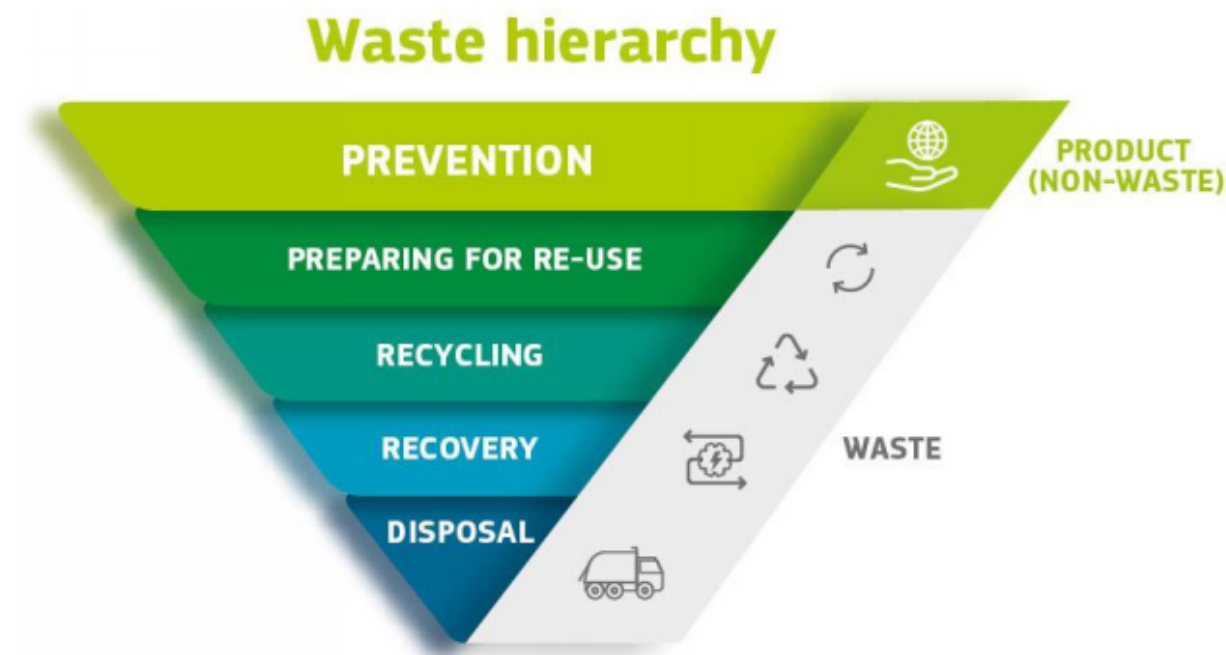 Waste hierarchy
PREVENTION
PRODUCT
(NON-WASTE)
PREPARING FOR RE-USE
RECYCLING
RECOVERY
WASTE
DISPOSAL